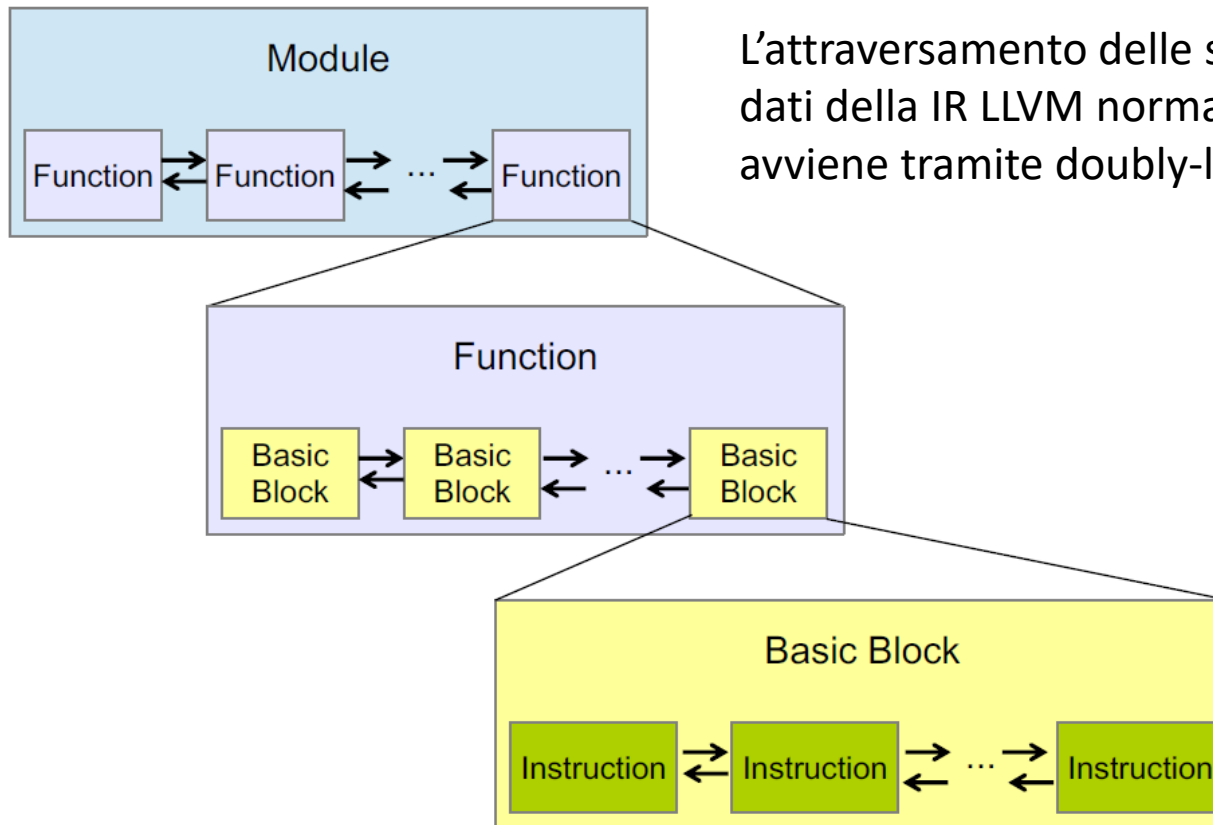 Module
L'attraversamento delle s
dati della IR LLVM norma
avviene tramite doubly-l
Function Function ... Function
Function
Basic Block Basic Block ... Basic Block
Basic Block
Instruction Instruction ... Instruction